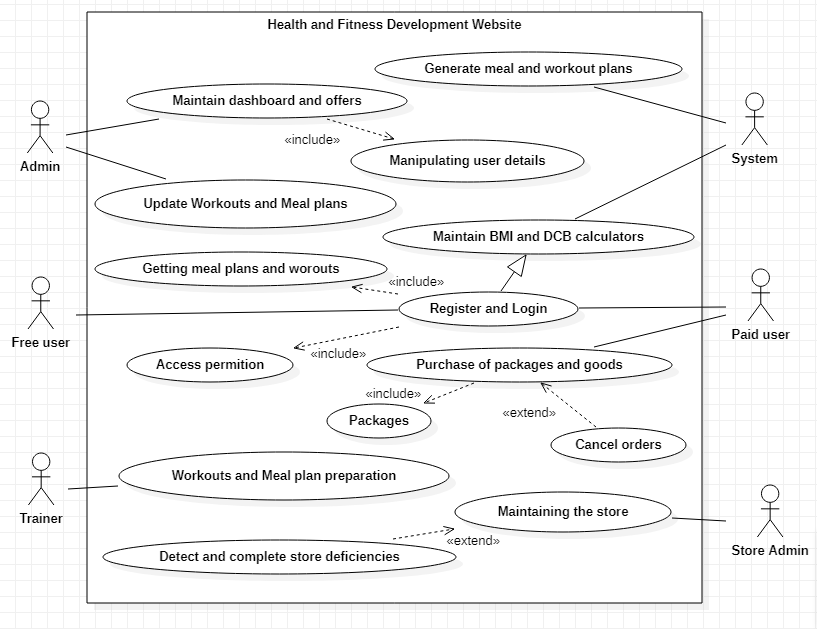 Health and Fitness Development Website
Generate meal and workout plans
Maintain dashboard and offers
«include»
Manipulating user details
Admin
System
Update Workouts and Meal plans
Maintain BMI and DCB calculators
Getting meal plans and worouts
«include»
Register and Login
Free user
Paid user
«include»
Access permition
Purchase of packages and goods
«include»
Packages
«extend»
Cancel orders
Workouts and Meal plan preparation
Trainer
Maintaining the store
«extend»
Store Admin
Detect and complete store deficiencies